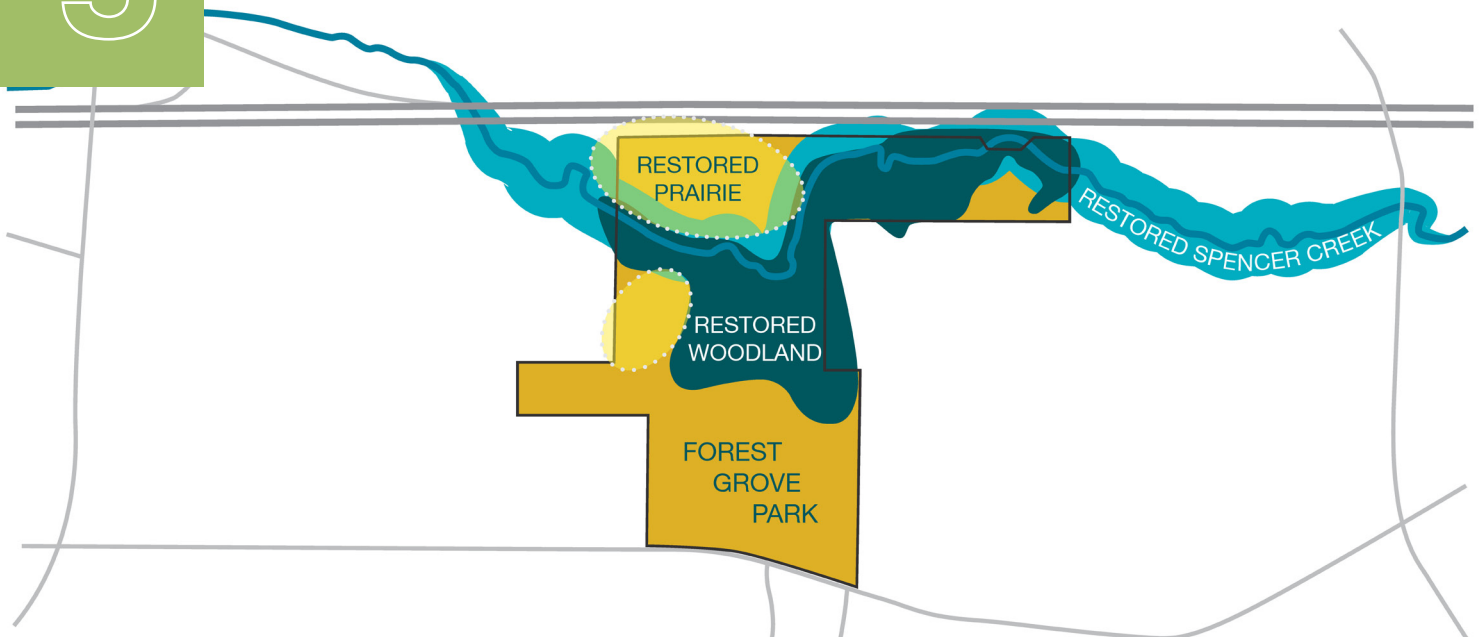 RESTORED
PRAIRIE
RESTORED SPENCER CREEK
RESTORED
WOODLAND
FOREST
GROVE
PARK